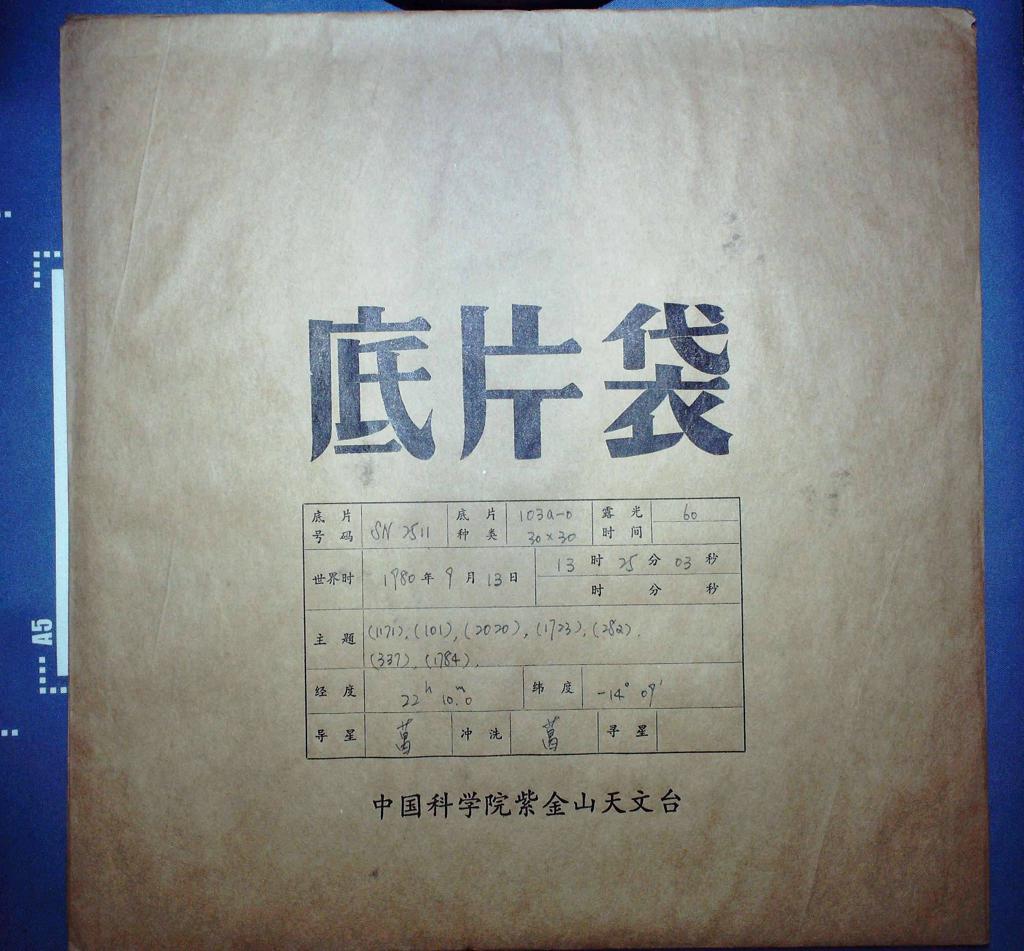 底片袋
底片号码 SN 2511 底片种类 103a-0 30×30 露光时间 60
世界时 1980年9月13日 13时25分03秒
时 分 秒
主题 (1171), (101), (2020), (1723), (282).
(337), (1784).
经度 22h 10.m0 纬度 -14° 09′
导星 冲洗 寻星
中国科学院紫金山天文台
A5